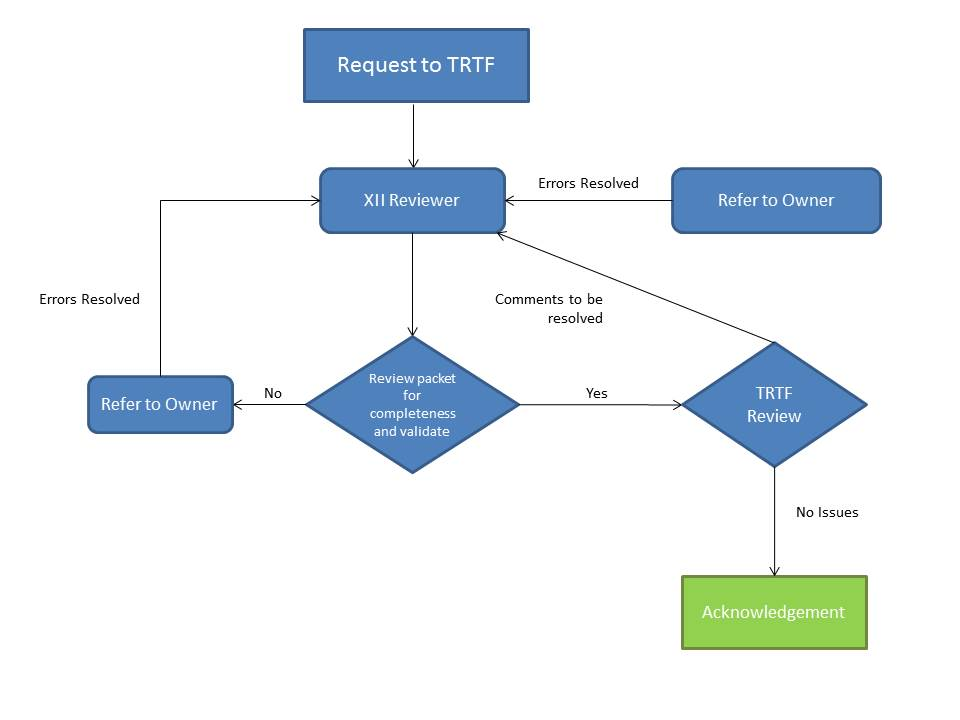 Request to TRTF
Errors Resolved
XII Reviewer
Refer to Owner
Errors Resolved
Comments to be
resolved
Review packet
for
completeness
and validate
No
Yes
Refer to Owner
TRTF
Review
No Issues
Acknowledgement